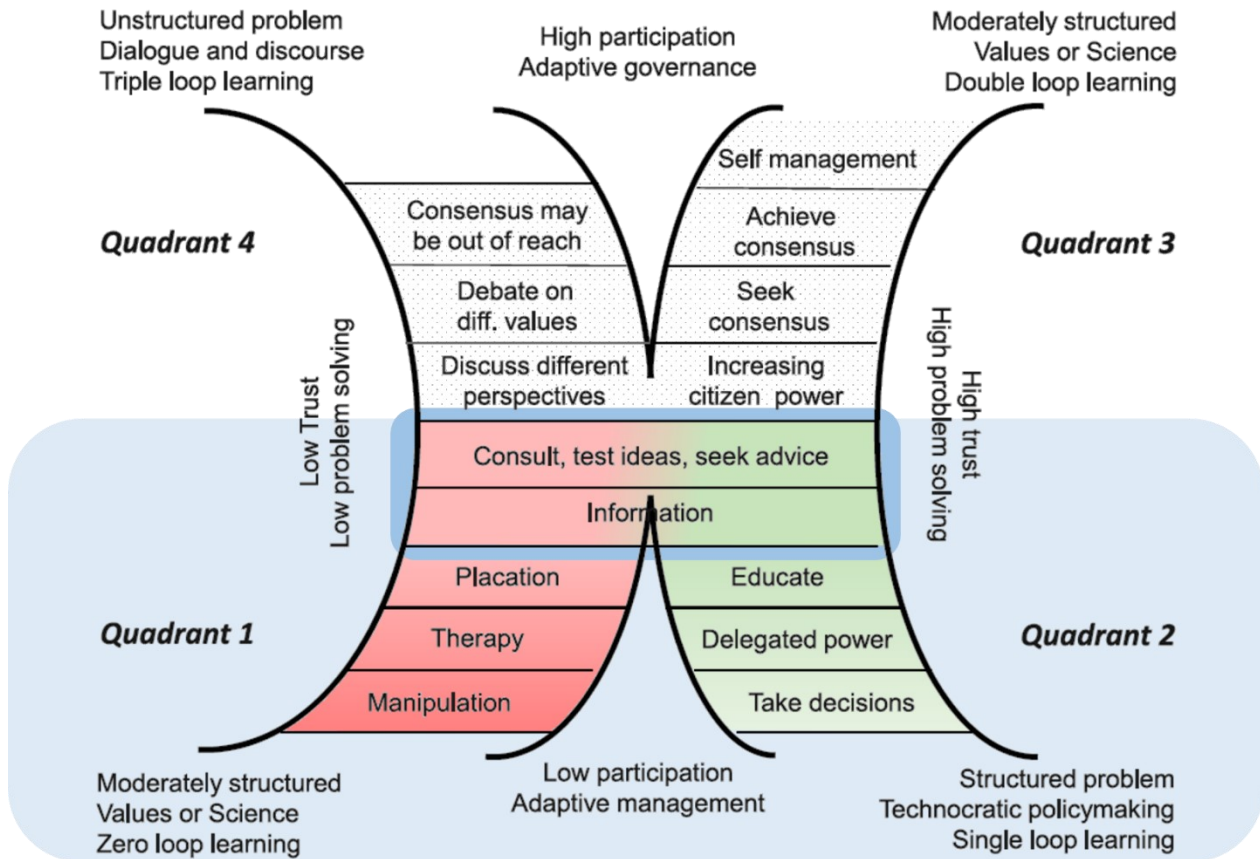 Unstructured problem
Dialogue and discourse
Triple loop learning
High participation
Adaptive governance
Moderately structured
Values or Science
Double loop learning
Quadrant 4
Consensus may
be out of reach
Debate on
diff. values
Discuss different
perspectives
Self management
Achieve
consensus
Seek
consensus
Increasing
citizen power
Quadrant 3
Low Trust
Low problem solving
High trust
High problem solving
Consult, test ideas, seek advice
Information
Quadrant 1
Placation
Therapy
Manipulation
Educate
Delegated power
Take decisions
Quadrant 2
Moderately structured
Values or Science
Zero loop learning
Low participation
Adaptive management
Structured problem
Technocratic policymaking
Single loop learning